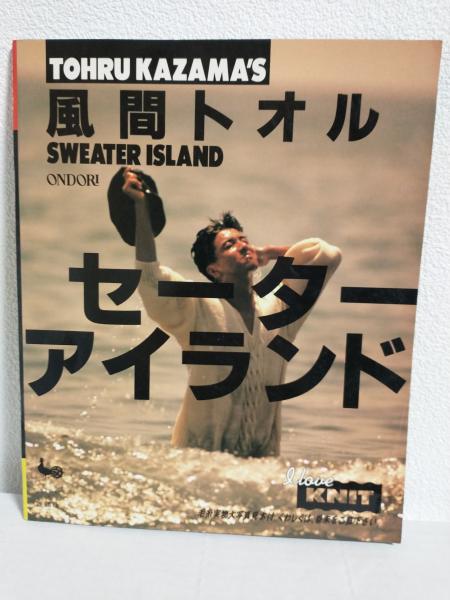 TOHRU KAZAMA'S
風間トオル
SWEATER ISLAND
ONDORI
セーター
アイランド
I love
KNIT